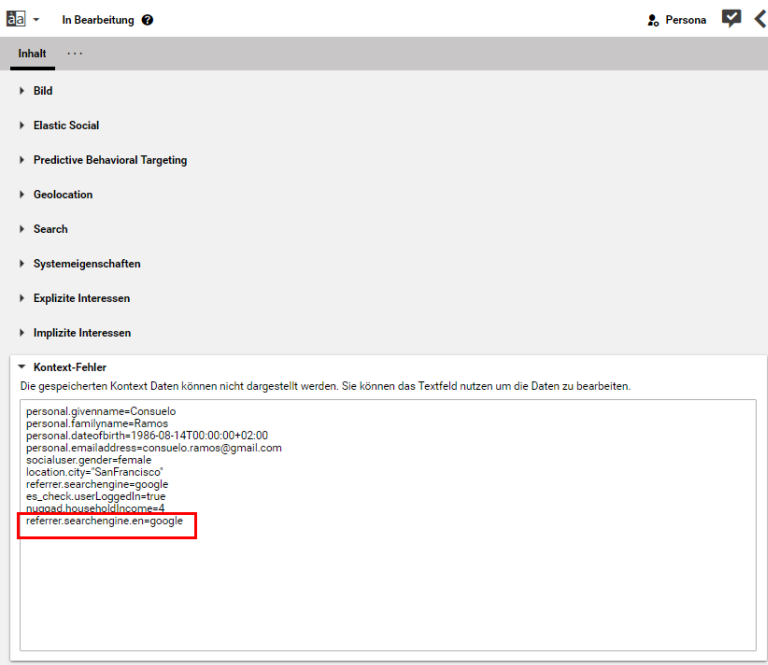 àa In Bearbeitung ? Persona
Inhalt ...
Bild
Elastic Social
Predictive Behavioral Targeting
Geolocation
Search
Systemeigenschaften
Explizite Interessen
Implizite Interessen
Kontext-Fehler
Die gespeicherten Kontext Daten können nicht dargestellt werden. Sie können das Textfeld nutzen um die Daten zu bearbeiten.
personal.givenname=Consuelo
personal.familyname=Ramos
personal.dateofbirth=1986-08-14T00:00:00+02:00
personal.emailaddress=consuelo.ramos@gmail.com
socialuser.gender=female
location.city="SanFrancisco"
referrer.searchengine=google
es_check.userLoggedIn=true
nuggad.householdIncome=4
referrer.searchengine.en=google